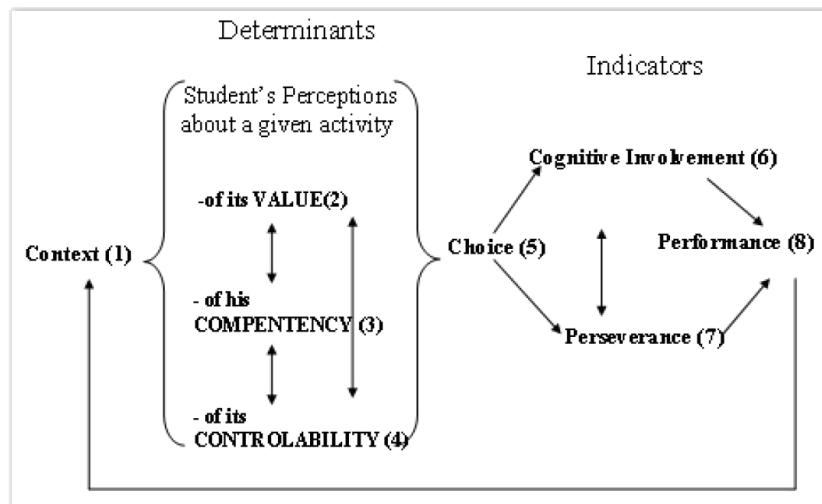 Determinants
Indicators
Student's Perceptions
about a given activity
-of its VALUE(2)
- of his
COMPENTENCY (3)
- of its
CONTROLABILITY (4)
Context (1)
Choice (5)
Cognitive Involvement (6)
Performance (8)
Perseverance (7)